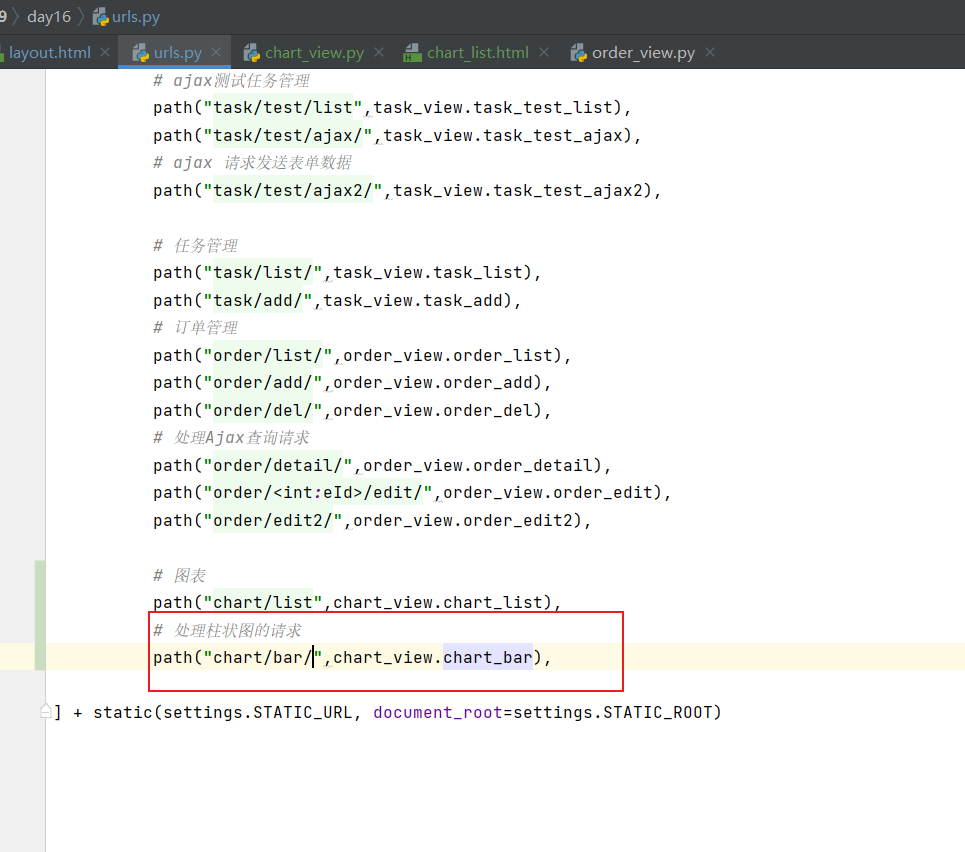 9 〉 day16 〉 urls.py
layout.html × urls.py × chart_view.py × chart_list.html × order_view.py ×
# ajax测试任务管理
path("task/test/list",task_view.task_test_list),
path("task/test/ajax/",task_view.task_test_ajax),
# ajax 请求发送表单数据
path("task/test/ajax2/",task_view.task_test_ajax2),
# 任务管理
path("task/list/",task_view.task_list),
path("task/add/",task_view.task_add),
# 订单管理
path("order/list/",order_view.order_list),
path("order/add/",order_view.order_add),
path("order/del/",order_view.order_del),
# 处理Ajax查询请求
path("order/detail/",order_view.order_detail),
path("order/<int:eId>/edit/",order_view.order_edit),
path("order/edit2/",order_view.order_edit2),
# 图表
path("chart/list",chart_view.chart_list),
# 处理柱状图的请求
path("chart/bar/",chart_view.chart_bar),
] + static(settings.STATIC_URL, document_root=settings.STATIC_ROOT)